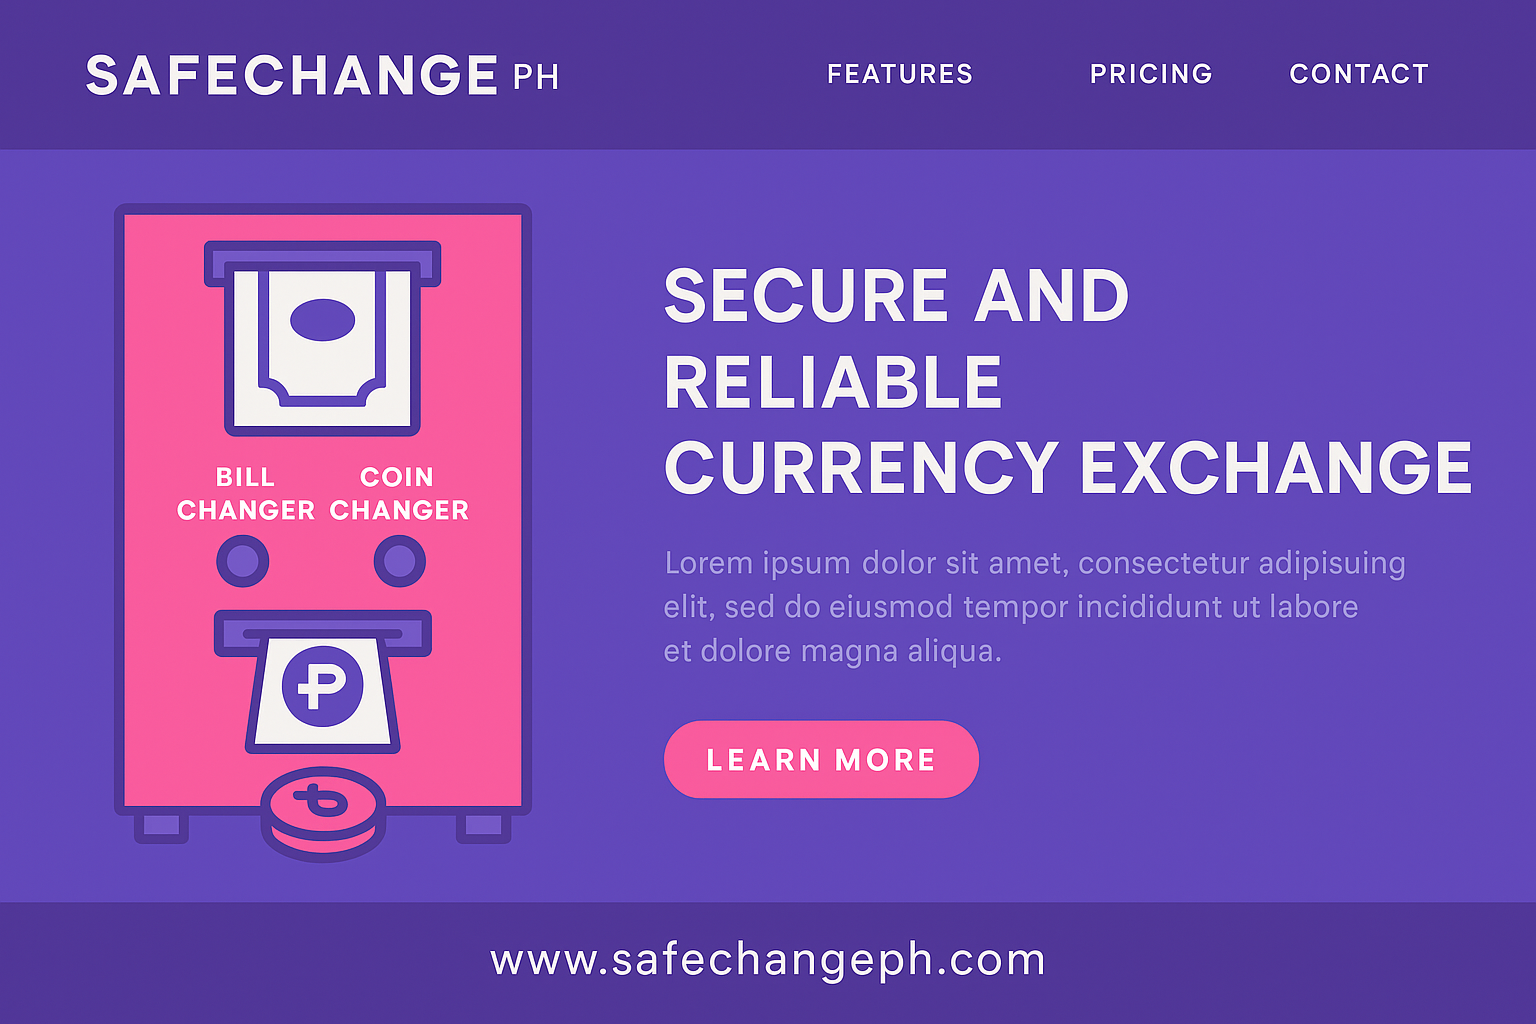 SAFECHANGE PH
FEATURES
PRICING
CONTACT
BILL
CHANGER
COIN
CHANGER
P
SECURE AND
RELIABLE
CURRENCY EXCHANGE
Lorem ipsum dolor sit amet, consectetur adipisuing
elit, sed do eiusmod tempor incididunt ut labore
et dolore magna aliqua.
LEARN MORE
www.safechangeph.com